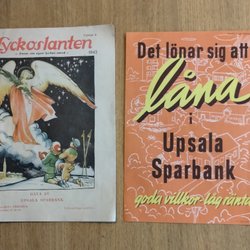 Lyckoslanten
1943
GÅVA AV
UPSALA SPARBANK
Det lönar sig att
låna
i
Upsala
Sparbank
goda villkor-låg ränta